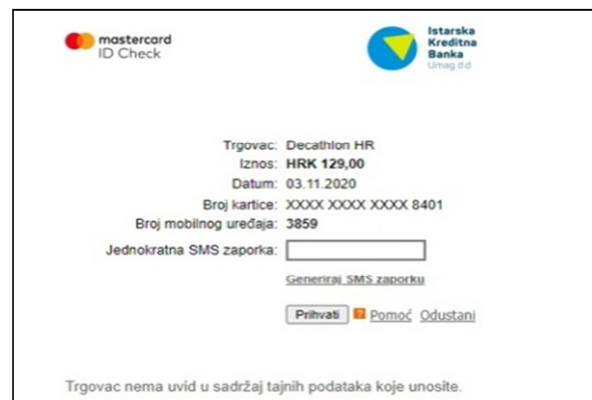 mastercard
ID Check
Istarska
Kreditna
Banka
Umag d.d.
Trgovac: Decathlon HR
Iznos: HRK 129,00
Datum: 03.11.2020
Broj kartice: XXXX XXXX XXXX 8401
Broj mobilnog uređaja: 3859
Jednokratna SMS zaporka:
Generiraj SMS zaporku
Prihvati ? Pomoć Odustani
Trgovac nema uvid u sadržaj tajnih podataka koje unosite.